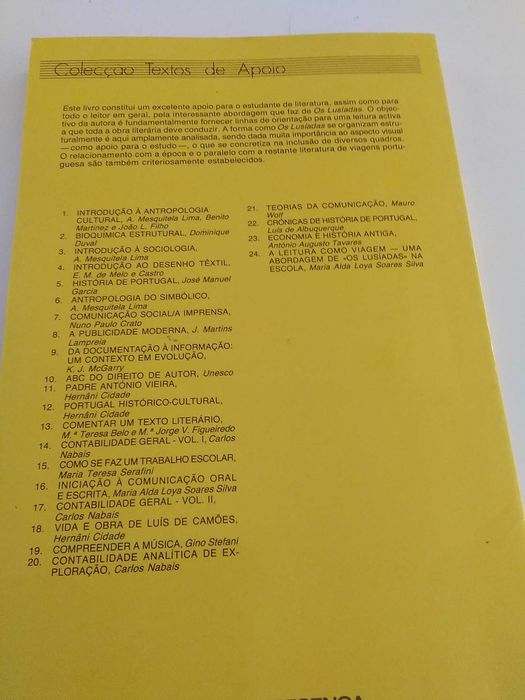 Colecção Textos de Apoio
Este livro constitui um excelente apoio para o estudante de literatura, assim como para
todo o leitor em geral, pela interessante abordagem que faz de Os Lusíadas. O objec-
tivo da autora é fundamentalmente fornecer linhas de orientação para uma leitura activa
a que toda a obra literária deve conduzir. A forma como Os Lusíadas se organizam estru-
turalmente é aqui amplamente analisada, sendo dada muita importância ao aspecto visual
— como apoio para o estudo —, o que se concretiza na inclusão de diversos quadros.
O relacionamento com a época e o paralelo com a restante literatura de viagens portu-
guesa são também criteriosamente estabelecidos.
1. INTRODUÇÃO À ANTROPOLOGIA
CULTURAL, A. Mesquitela Lima, Benito
Martinez e João L. Filho
2. BIOQUÍMICA ESTRUTURAL, Dominique
Duval
3. INTRODUÇÃO À SOCIOLOGIA,
A. Mesquitela Lima
4. INTRODUÇÃO AO DESENHO TÊXTIL,
E. M. de Melo e Castro
5. HISTÓRIA DE PORTUGAL, José Manuel
Garcia
6. ANTROPOLOGIA DO SIMBÓLICO,
A. Mesquitela Lima
7. COMUNICAÇÃO SOCIAL/A IMPRENSA,
Nuno Paulo Crato
8. A PUBLICIDADE MODERNA, J. Martins
Lampreia
9. DA DOCUMENTAÇÃO À INFORMAÇÃO:
UM CONTEXTO EM EVOLUÇÃO,
K. J. McGarry
10. ABC DO DIREITO DE AUTOR, Unesco
11. PADRE ANTÓNIO VIEIRA,
Hernâni Cidade
12. PORTUGAL HISTÓRICO-CULTURAL,
Hernâni Cidade
13. COMENTAR UM TEXTO LITERÁRIO,
M.ª Teresa Belo e M.ª Jorge V. Figueiredo
14. CONTABILIDADE GERAL - VOL. I, Carlos
Nabais
15. COMO SE FAZ UM TRABALHO ESCOLAR,
Maria Teresa Serafini
16. INICIAÇÃO À COMUNICAÇÃO ORAL
E ESCRITA, Maria Alda Loya Soares Silva
17. CONTABILIDADE GERAL - VOL. II,
Carlos Nabais
18. VIDA E OBRA DE LUÍS DE CAMÕES,
Hernâni Cidade
19. COMPREENDER A MÚSICA, Gino Stefani
20. CONTABILIDADE ANALÍTICA DE EX-
PLORAÇÃO, Carlos Nabais
21. TEORIAS DA COMUNICAÇÃO, Mauro
Wolf
22. CRÓNICAS DE HISTÓRIA DE PORTUGAL,
Luís de Albuquerque
23. ECONOMIA E HISTÓRIA ANTIGA,
António Augusto Tavares
24. A LEITURA COMO VIAGEM — UMA
ABORDAGEM DE «OS LUSÍADAS» NA
ESCOLA, Maria Alda Loya Soares Silva